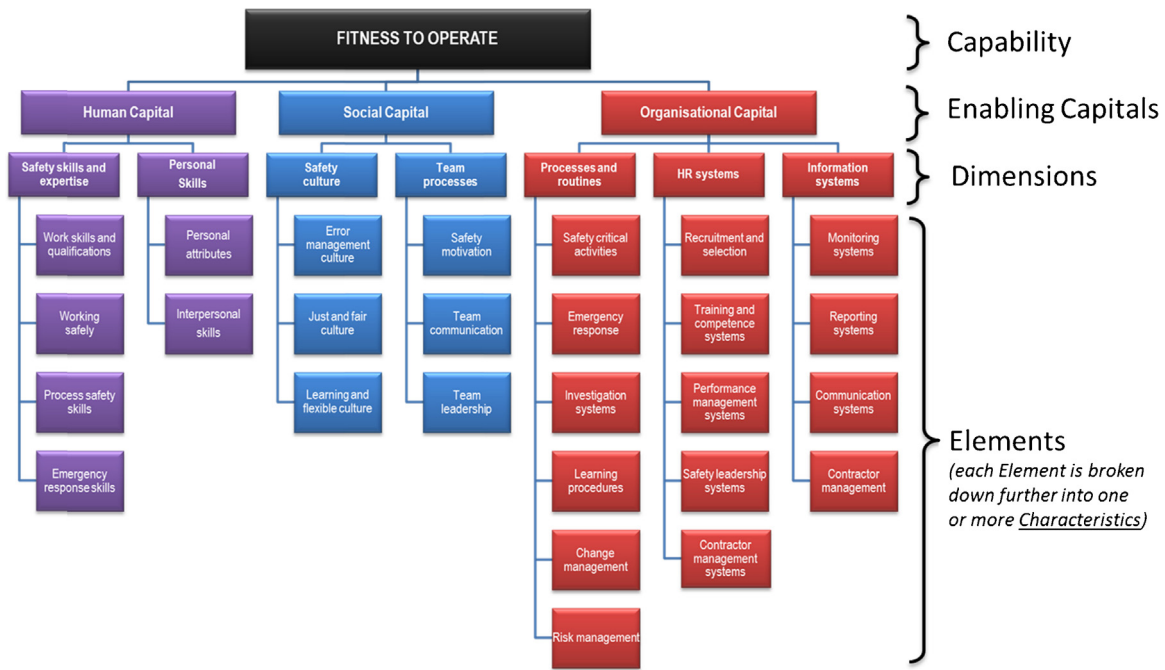 FITNESS TO OPERATE
Capability
Human Capital
Social Capital
Organisational Capital
Enabling Capitals
Safety skills and
expertise
Personal
Skills
Safety
culture
Team
processes
Processes and
routines
HR systems
Information
systems
Dimensions
Work skills and
qualifications
Working
safely
Process safety
skills
Emergency
response skills
Personal
attributes
Interpersonal
skills
Error
management
culture
Just and fair
culture
Learning and
flexible culture
Safety
motivation
Team
communication
Team
leadership
Safety critical
activities
Emergency
response
Investigation
systems
Learning
procedures
Change
management
Risk management
Recruitment and
selection
Training and
competence
systems
Performance
management
systems
Safety leadership
systems
Contractor
management
systems
Monitoring
systems
Reporting
systems
Communication
systems
Contractor
management
Elements
(each Element is broken
down further into one
or more Characteristics)